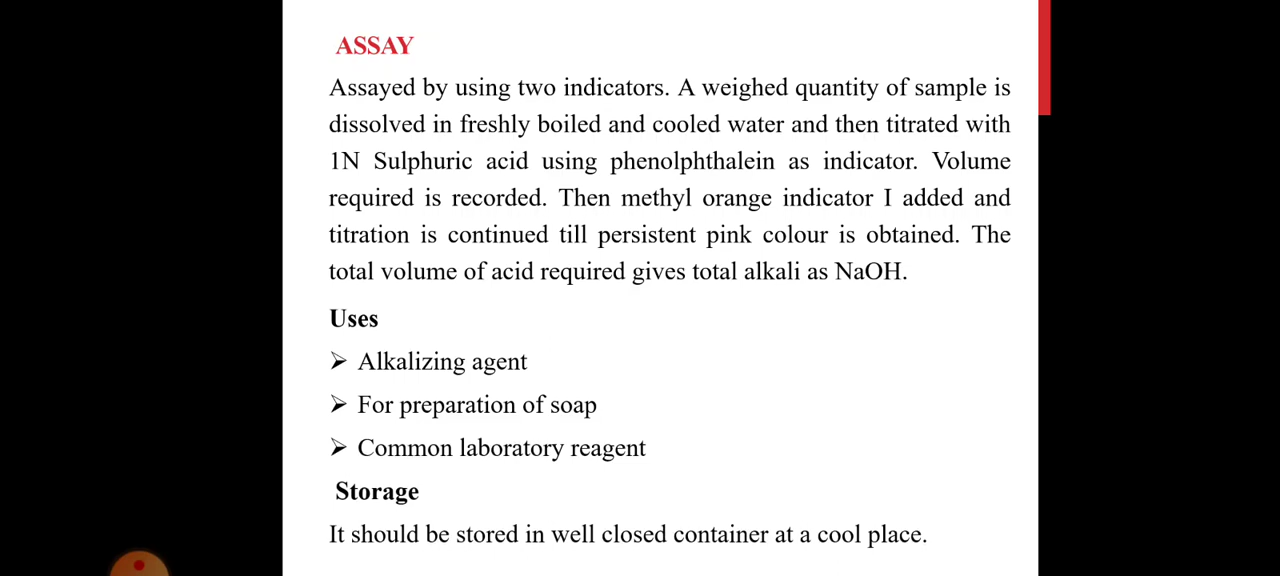 ASSAY
Assayed by using two indicators. A weighed quantity of sample is
dissolved in freshly boiled and cooled water and then titrated with
1N Sulphuric acid using phenolphthalein as indicator. Volume
required is recorded. Then methyl orange indicator I added and
titration is continued till persistent pink colour is obtained. The
total volume of acid required gives total alkali as NaOH.
Uses
➢ Alkalizing agent
➢ For preparation of soap
➢ Common laboratory reagent
Storage
It should be stored in well closed container at a cool place.